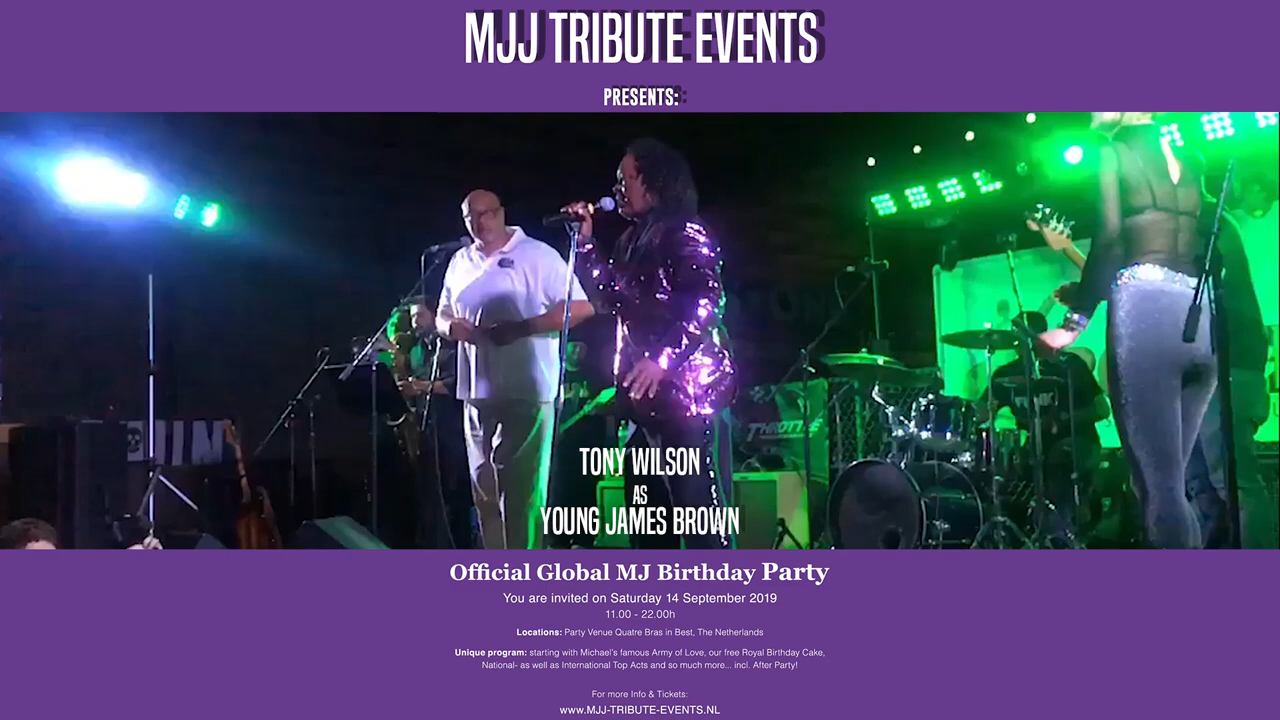 MJJ TRIBUTE EVENTS
PRESENTS:
THROTTLE
TONY WILSON
AS
YOUNG JAMES BROWN
Official Global MJ Birthday Party
You are invited on Saturday 14 September 2019
11.00 - 22.00h
Locations: Party Venue Quatre Bras in Best, The Netherlands
Unique program: starting with Michael's famous Army of Love, our free Royal Birthday Cake,
National- as well as International Top Acts and so much more... incl. After Party!
For more Info & Tickets:
www.MJJ-TRIBUTE-EVENTS.NL